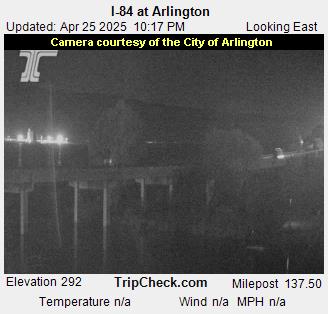 I-84 at Arlington
Updated: Apr 25 2025 10:17 PM Looking East
Camera courtesy of the City of Arlington
Elevation 292 TripCheck.com Milepost 137.50
Temperature n/a Wind n/a MPH n/a